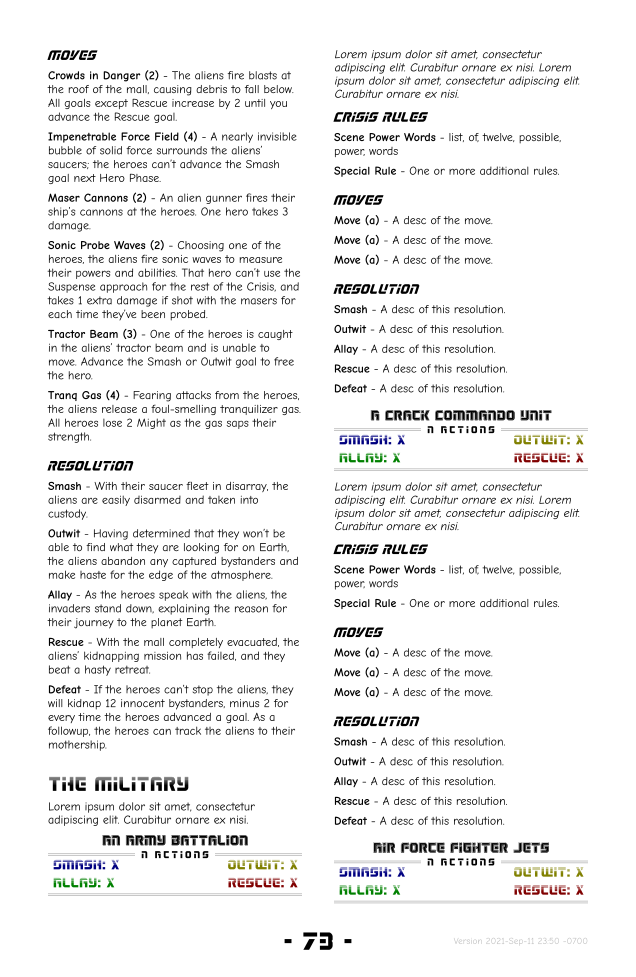 MOVES
Crowds in Danger (2) - The aliens fire blasts at
the roof of the mall, causing debris to fall below.
All goals except Rescue increase by 2 until you
advance the Rescue goal.
Impenetrable Force Field (4) - A nearly invisible
bubble of solid force surrounds the aliens'
saucers; the heroes can't advance the Smash
goal next Hero Phase.
Maser Cannons (2) - An alien gunner fires their
ship's cannons at the heroes. One hero takes 3
damage.
Sonic Probe Waves (2) - Choosing one of the
heroes, the aliens fire sonic waves to measure
their powers and abilities. That hero can't use the
Suspense approach for the rest of the Crisis, and
takes 1 extra damage if shot with the masers for
each time they've been probed.
Tractor Beam (3) - One of the heroes is caught
in the aliens' tractor beam and is unable to
move. Advance the Smash or Outwit goal to free
the hero.
Tranq Gas (4) - Fearing attacks from the heroes,
the aliens release a foul-smelling tranquilizer gas.
All heroes lose 2 Might as the gas saps their
strength.
RESOLUTION
Smash - With their saucer fleet in disarray, the
aliens are easily disarmed and taken into
custody.
Outwit - Having determined that they won't be
able to find what they are looking for on Earth,
the aliens abandon any captured bystanders and
make haste for the edge of the atmosphere.
Allay - As the heroes speak with the aliens, the
invaders stand down, explaining the reason for
their journey to the planet Earth.
Rescue - With the mall completely evacuated, the
aliens' kidnapping mission has failed, and they
beat a hasty retreat.
Defeat - If the heroes can't stop the aliens, they
will kidnap 12 innocent bystanders, minus 2 for
every time the heroes advanced a goal. As a
followup, the heroes can track the aliens to their
mothership.
THE MILITARY
Lorem ipsum dolor sit amet, consectetur
adipiscing elit. Curabitur ornare ex nisi.
AN ARMY BATTALION
N ACTIONS
SMASH: X OUTWIT: X
ALLAY: X RESCUE: X
Lorem ipsum dolor sit amet, consectetur
adipiscing elit. Curabitur ornare ex nisi. Lorem
ipsum dolor sit amet, consectetur adipiscing elit.
Curabitur ornare ex nisi.
CRISIS RULES
Scene Power Words - list, of, twelve, possible,
power, words
Special Rule - One or more additional rules.
MOVES
Move (a) - A desc of the move.
Move (a) - A desc of the move.
Move (a) - A desc of the move.
RESOLUTION
Smash - A desc of this resolution.
Outwit - A desc of this resolution.
Allay - A desc of this resolution.
Rescue - A desc of this resolution.
Defeat - A desc of this resolution.
A CRACK COMMANDO UNIT
N ACTIONS
SMASH: X OUTWIT: X
ALLAY: X RESCUE: X
Lorem ipsum dolor sit amet, consectetur
adipiscing elit. Curabitur ornare ex nisi. Lorem
ipsum dolor sit amet, consectetur adipiscing elit.
Curabitur ornare ex nisi.
CRISIS RULES
Scene Power Words - list, of, twelve, possible,
power, words
Special Rule - One or more additional rules.
MOVES
Move (a) - A desc of the move.
Move (a) - A desc of the move.
Move (a) - A desc of the move.
RESOLUTION
Smash - A desc of this resolution.
Outwit - A desc of this resolution.
Allay - A desc of this resolution.
Rescue - A desc of this resolution.
Defeat - A desc of this resolution.
AIR FORCE FIGHTER JETS
N ACTIONS
SMASH: X OUTWIT: X
ALLAY: X RESCUE: X
- 73 -
Version 2021-Sep-11 23:50 -0700